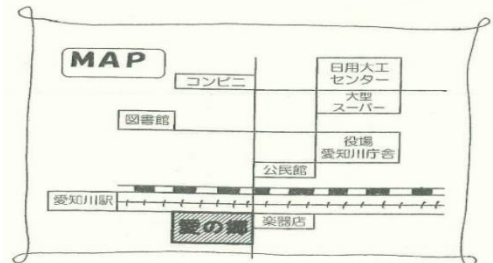 MAP
日用大工
センター
コンビニ
大型
スーパー
図書館
役場
愛知川庁舎
公民館
愛知川駅
愛の郷
楽器店